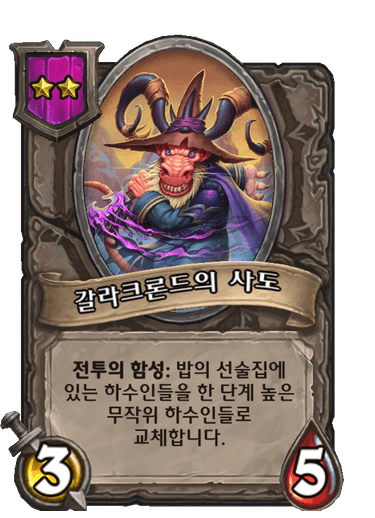 갈라크론드의 사도
전투의 함성: 밥의 선술집에
있는 하수인들을 한 단계 높은
무작위 하수인들로
교체합니다.
3
5